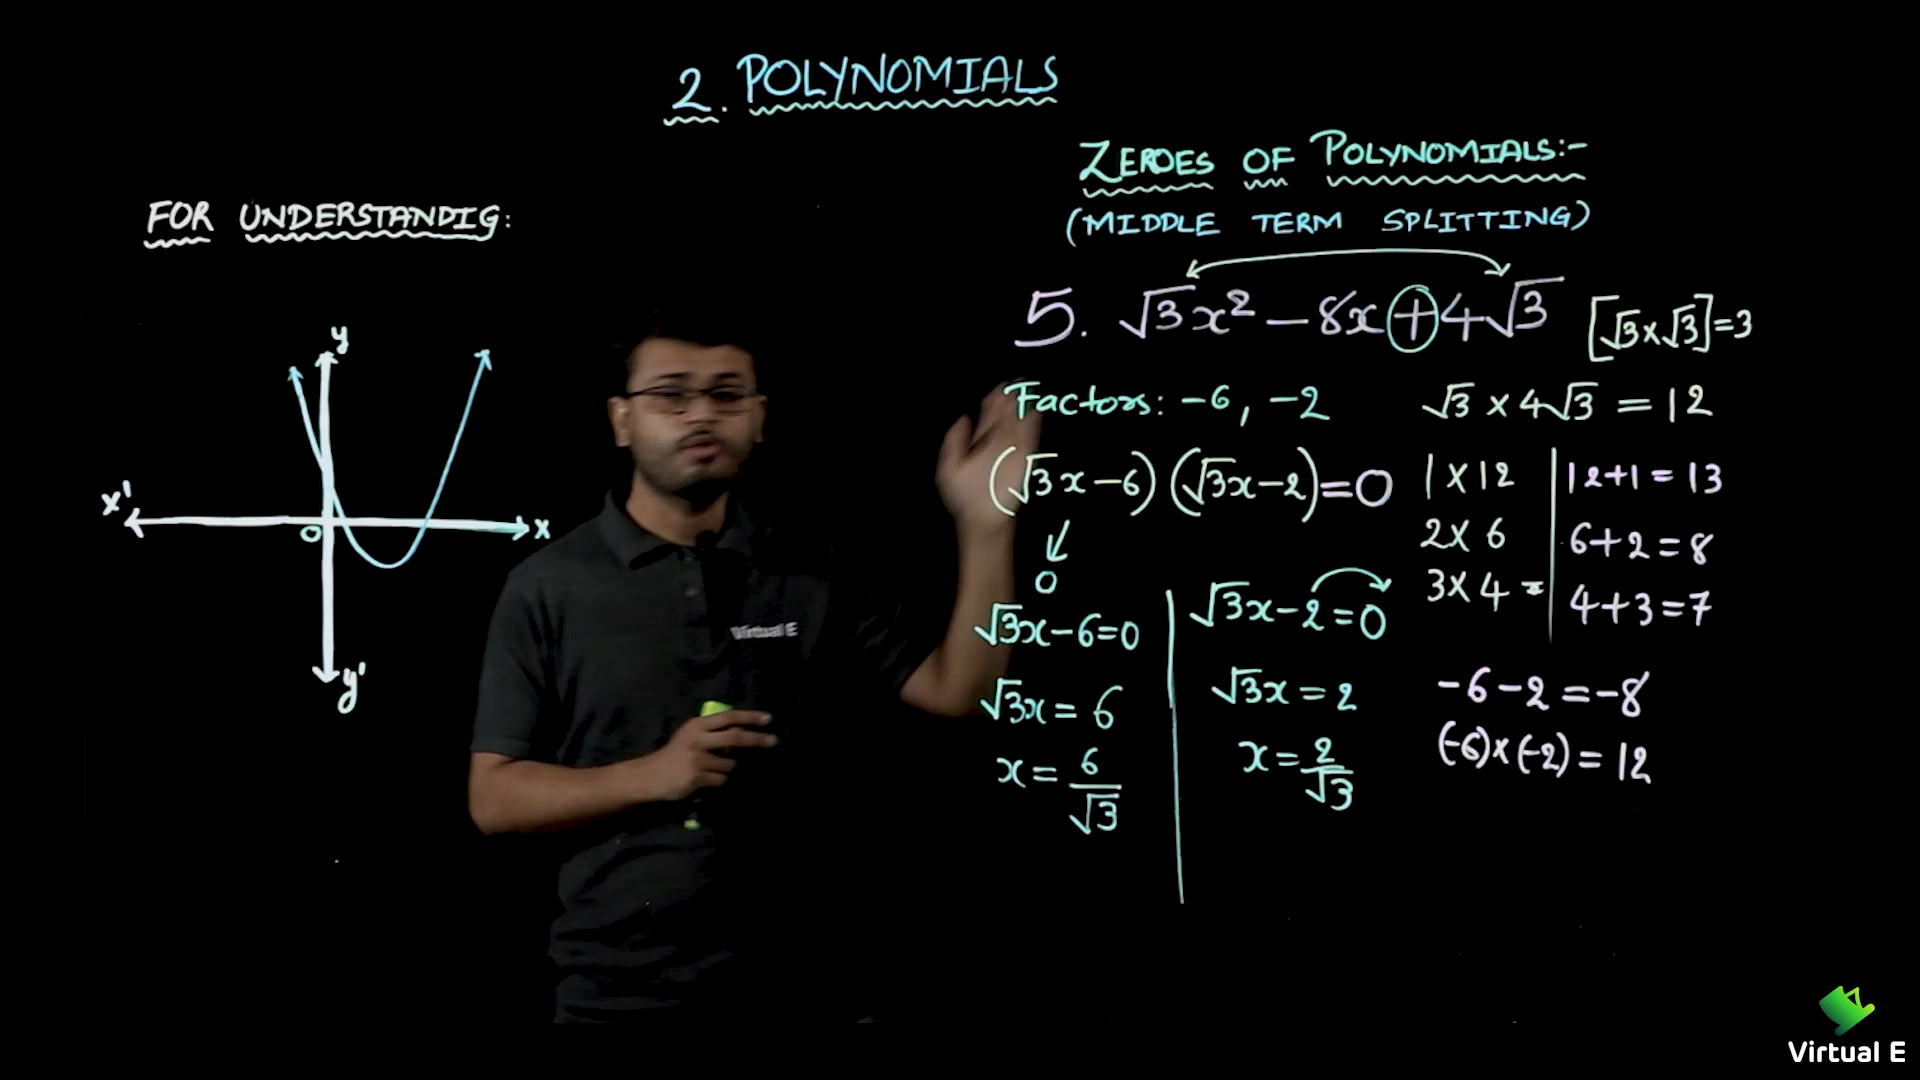 2. POLYNOMIALS
ZEROES OF POLYNOMIALS:-
(MIDDLE TERM SPLITTING)
FOR UNDERSTANDIG:
y
x'
O
x
y'
5. √3x² - 8x + 4√3
[√3×√3]=3
Factors: -6, -2
√3 × 4√3 = 12
(√3x-6)(√3x-2)=0
0
1 × 12
12+1 = 13
2 × 6
6+2 = 8
3 × 4 =
4+3 = 7
√3x-6=0
√3x = 6
x = 6/√3
√3x-2=0
√3x = 2
x = 2/√3
-6-2 = -8
(-6)×(-2) = 12
Virtual E
Virtual E